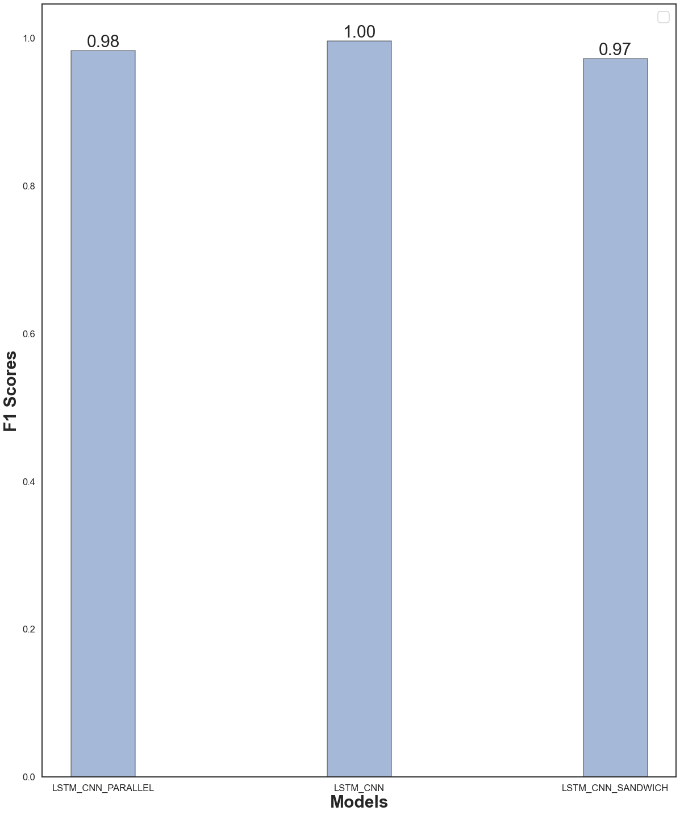 0.98
1.00
0.97
1.0
0.8
0.6
0.4
0.2
0.0
F1 Scores
LSTM_CNN_PARALLEL
LSTM_CNN
LSTM_CNN_SANDWICH
Models